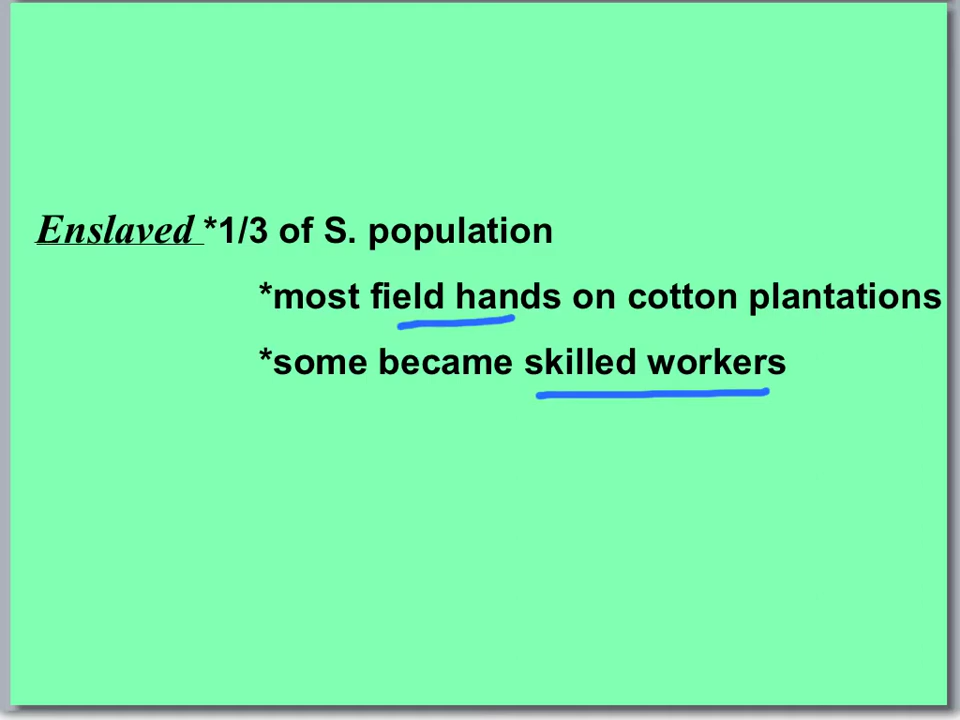 Enslaved *1/3 of S. population
*most field hands on cotton plantations
*some became skilled workers